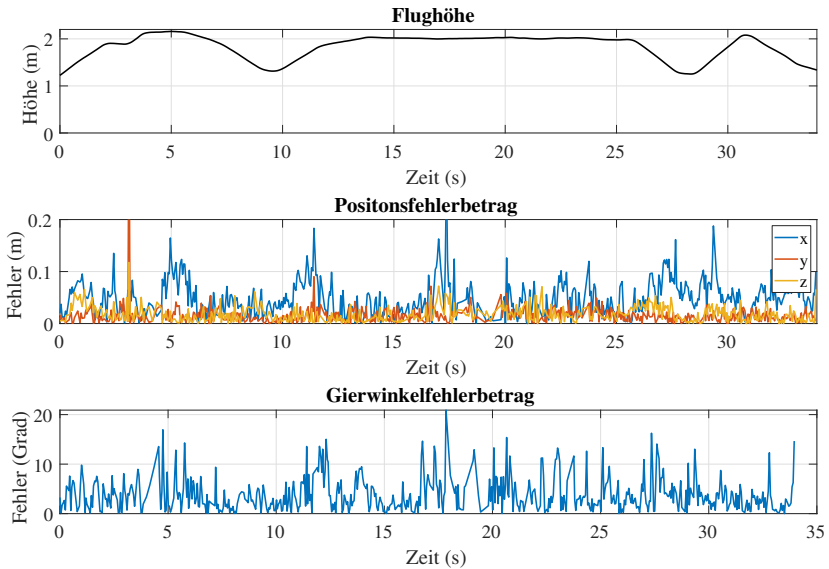 Flughöhe
Höhe (m)
2
1
0
0 5 10 15 20 25 30
Zeit (s)
Positonsfehlerbetrag
Fehler (m)
0.2
0.1
0
x
y
z
0 5 10 15 20 25 30
Zeit (s)
Gierwinkelfehlerbetrag
Fehler (Grad)
20
10
0
0 5 10 15 20 25 30 35
Zeit (s)